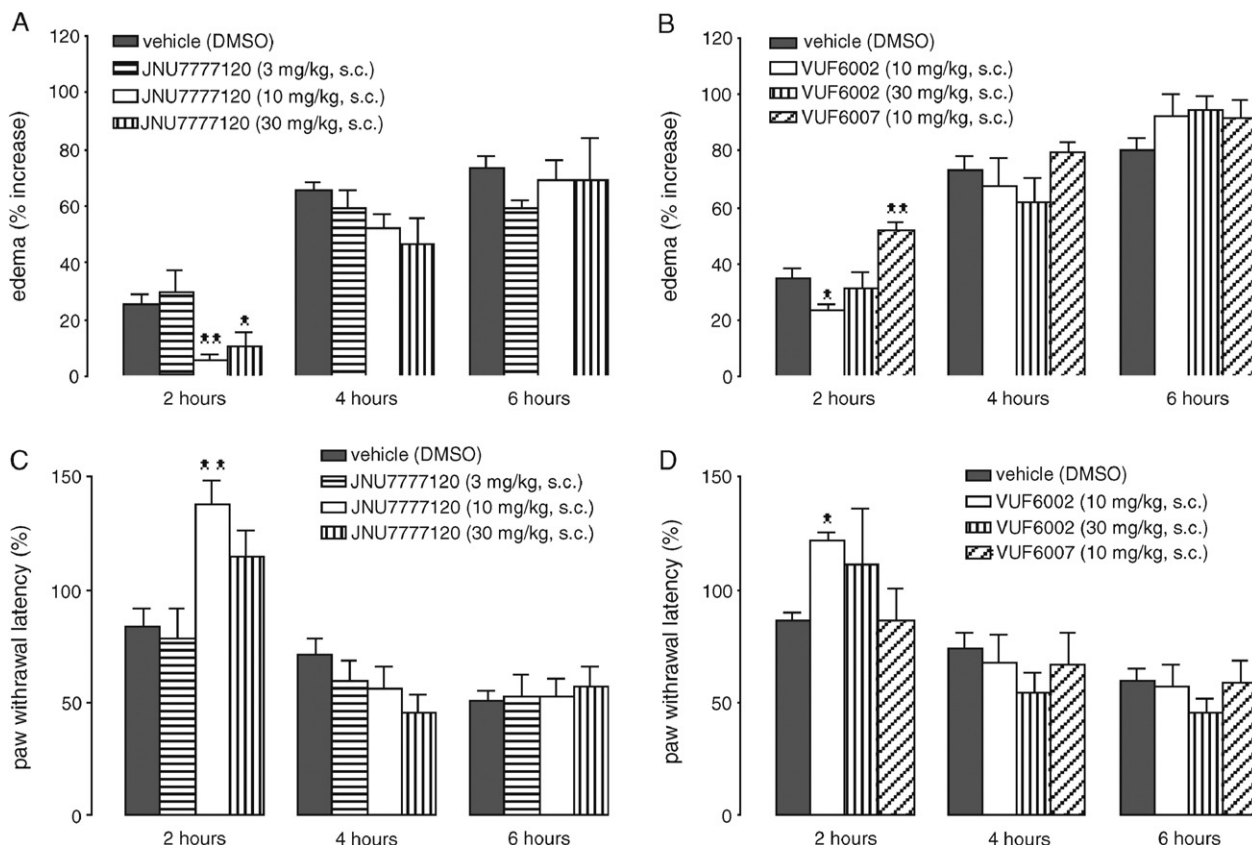 A
120
100
80
60
40
20
0
edema (% increase)
vehicle (DMSO)
JNU7777120 (3 mg/kg, s.c.)
JNU7777120 (10 mg/kg, s.c.)
JNU7777120 (30 mg/kg, s.c.)
** *
2 hours 4 hours 6 hours
B
120
100
80
60
40
20
0
edema (% increase)
vehicle (DMSO)
VUF6002 (10 mg/kg, s.c.)
VUF6002 (30 mg/kg, s.c.)
VUF6007 (10 mg/kg, s.c.)
* **
2 hours 4 hours 6 hours
C
150
100
50
0
paw withrawal latency (%)
vehicle (DMSO)
JNU7777120 (3 mg/kg, s.c.)
JNU7777120 (10 mg/kg, s.c.)
JNU7777120 (30 mg/kg, s.c.)
**
2 hours 4 hours 6 hours
D
150
100
50
0
paw withrawal latency (%)
vehicle (DMSO)
VUF6002 (10 mg/kg, s.c.)
VUF6002 (30 mg/kg, s.c.)
VUF6007 (10 mg/kg, s.c.)
*
2 hours 4 hours 6 hours